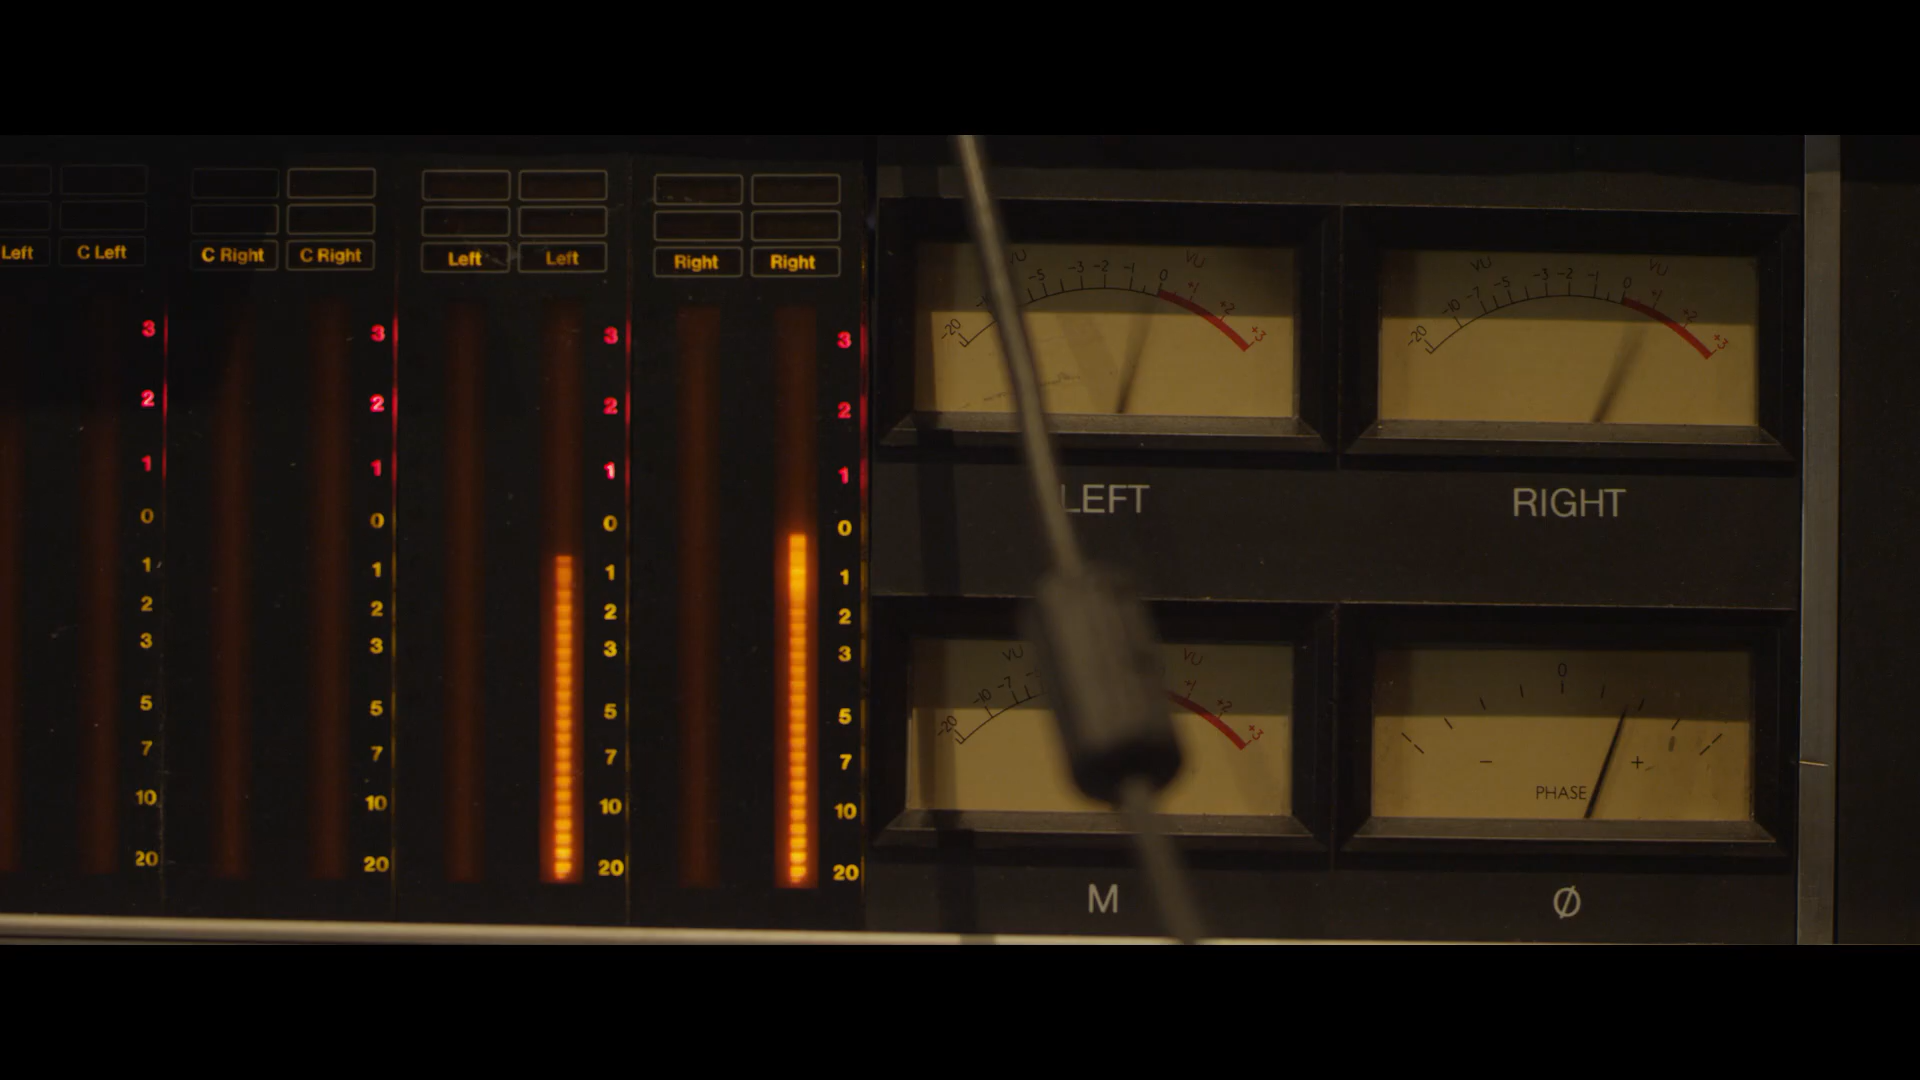 Left C Left C Right C Right Left Left Right Right
3 3 3 3
2 2 2 2
1 1 1 1
0 0 0 0
1 1 1 1
2 2 2 2
3 3 3 3
5 5 5 5
7 7 7 7
10 10 10 10
20 20 20 20
VU VU
-20 -5 -3 -2 -1 0 +1 +2 +3
LEFT
VU VU
-20 -10 -7 -5 -3 -2 -1 0 +1 +2 +3
RIGHT
VU VU
-20 -10 -7 +1 +2 +3
M
0
− +
PHASE
Ø